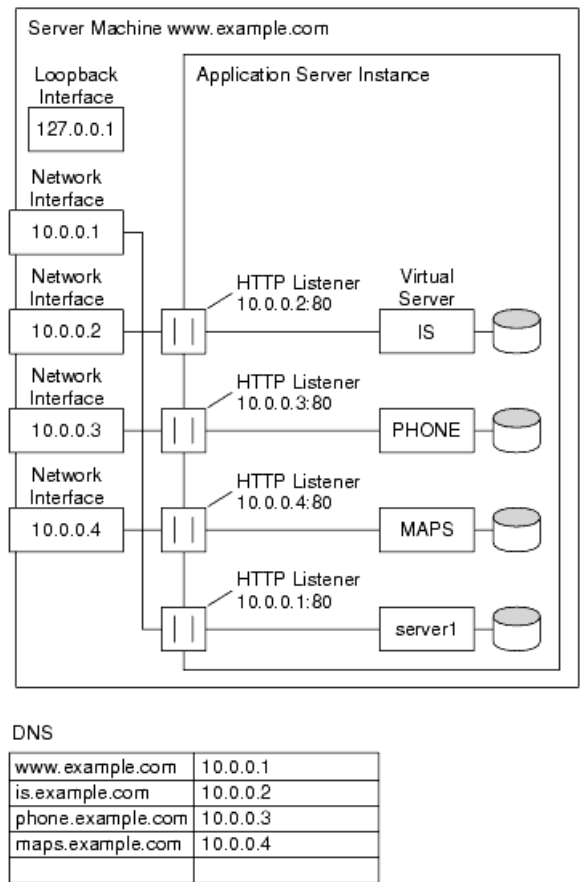 Server Machine www.example.com
Application Server Instance
Loopback
Interface
127.0.0.1
Network
Interface
10.0.0.1
Network
Interface
10.0.0.2
HTTP Listener
10.0.0.2:80
Virtual
Server
IS
Network
Interface
10.0.0.3
HTTP Listener
10.0.0.3:80
PHONE
Network
Interface
10.0.0.4
HTTP Listener
10.0.0.4:80
MAPS
HTTP Listener
10.0.0.1:80
server1
DNS
www.example.com 10.0.0.1
is.example.com 10.0.0.2
phone.example.com 10.0.0.3
maps.example.com 10.0.0.4